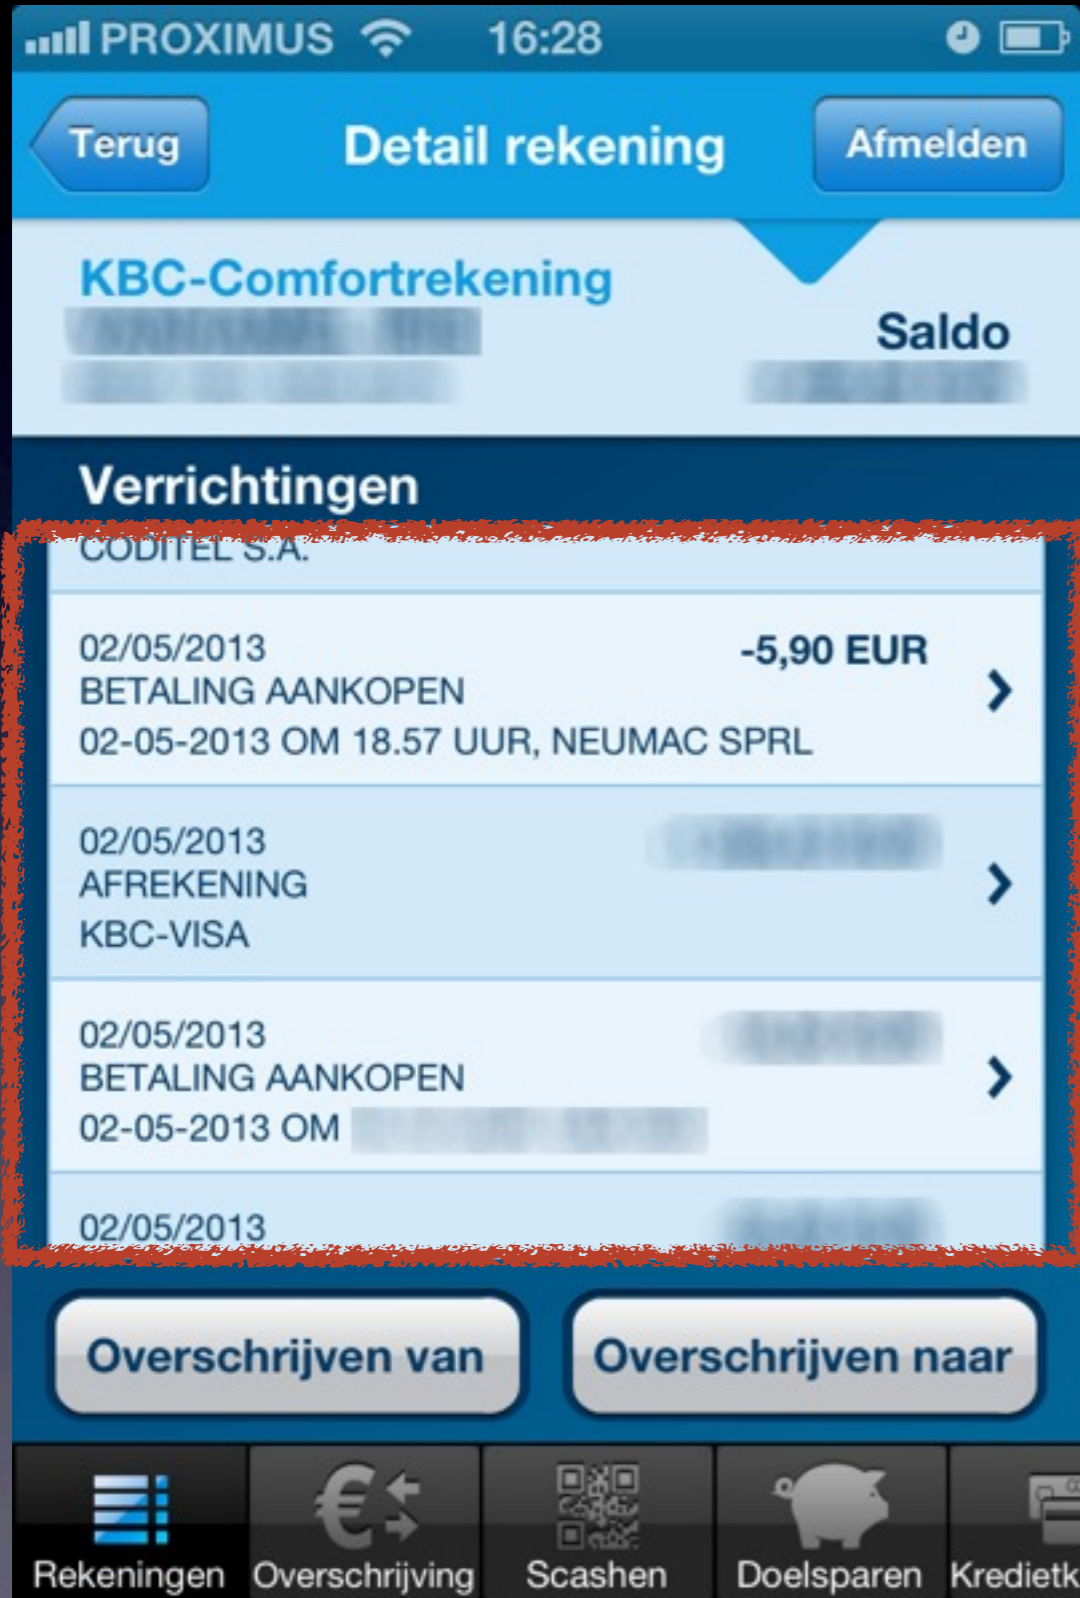 PROXIMUS 16:28
Terug Detail rekening Afmelden
KBC-Comfortrekening
Saldo
Verrichtingen
CODITEL S.A.
02/05/2013 -5,90 EUR
BETALING AANKOPEN
02-05-2013 OM 18.57 UUR, NEUMAC SPRL
02/05/2013
AFREKENING
KBC-VISA
02/05/2013
BETALING AANKOPEN
02-05-2013 OM
02/05/2013
Overschrijven van Overschrijven naar
Rekeningen Overschrijving Scashen Doelsparen Kredietk